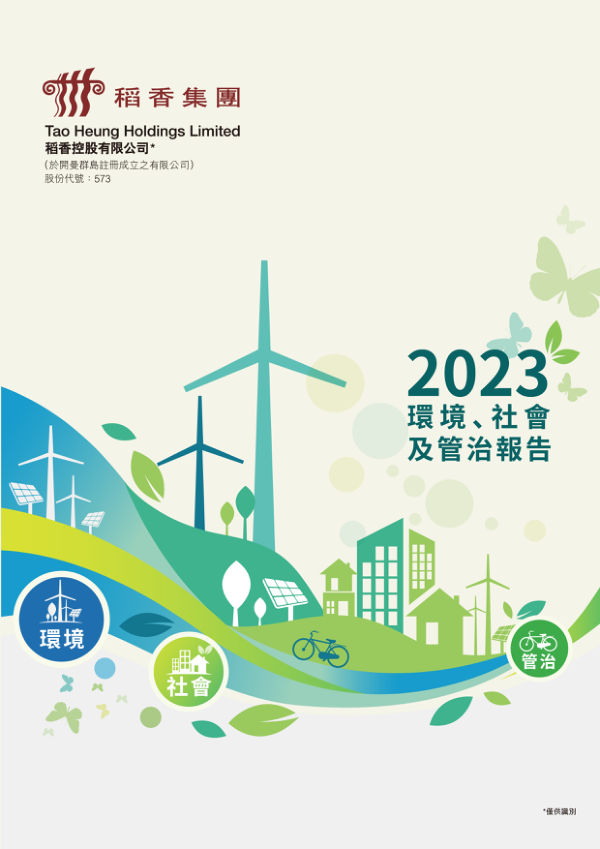 稻香集團
Tao Heung Holdings Limited
稻香控股有限公司*
(於開曼群島註冊成立之有限公司)
股份代號：573
2023
環境、社會
及管治報告
環境
社會
管治
*僅供識別